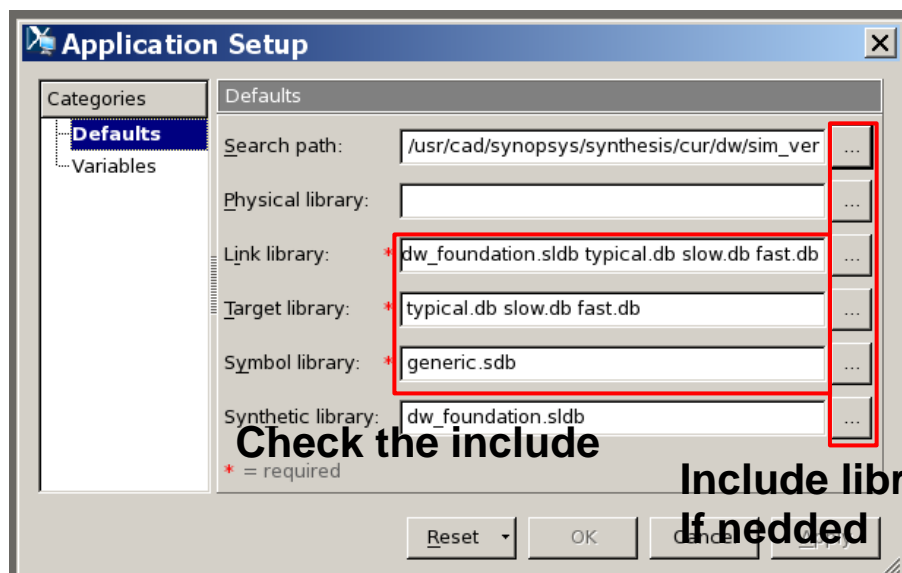 Application Setup
Categories
Defaults
Variables
Defaults
Search path: /usr/cad/synopsys/synthesis/cur/dw/sim_ver ...
Physical library: ...
Link library: * dw_foundation.sldb typical.db slow.db fast.db ...
Target library: * typical.db slow.db fast.db ...
Symbol library: * generic.sdb ...
Synthetic library: dw_foundation.sldb ...
Check the include
* = required
Include libr
If nedded
Reset OK Cancel Apply